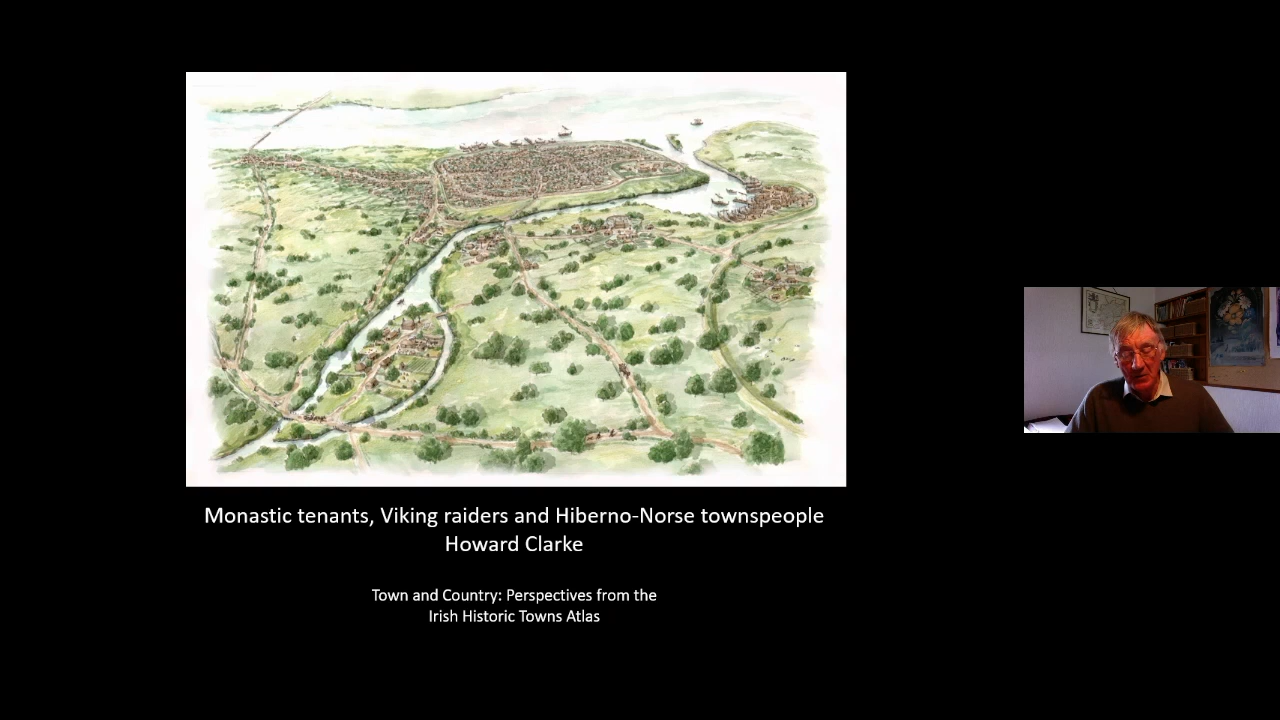 Monastic tenants, Viking raiders and Hiberno-Norse townspeople
Howard Clarke
Town and Country: Perspectives from the
Irish Historic Towns Atlas